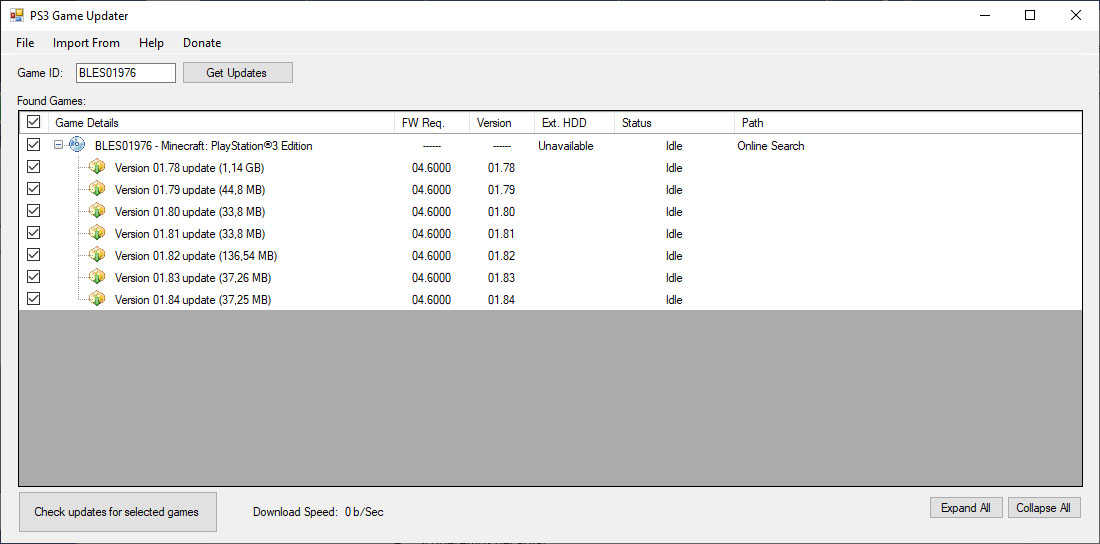 PS3 Game Updater
File Import From Help Donate
Game ID: BLES01976 Get Updates
Found Games:
Game Details FW Req. Version Ext. HDD Status Path
BLES01976 - Minecraft: PlayStation®3 Edition ------ ------ Unavailable Idle Online Search
Version 01.78 update (1,14 GB) 04.6000 01.78 Idle
Version 01.79 update (44,8 MB) 04.6000 01.79 Idle
Version 01.80 update (33,8 MB) 04.6000 01.80 Idle
Version 01.81 update (33,8 MB) 04.6000 01.81 Idle
Version 01.82 update (136,54 MB) 04.6000 01.82 Idle
Version 01.83 update (37,26 MB) 04.6000 01.83 Idle
Version 01.84 update (37,25 MB) 04.6000 01.84 Idle
Check updates for selected games Download Speed: 0 b/Sec Expand All Collapse All